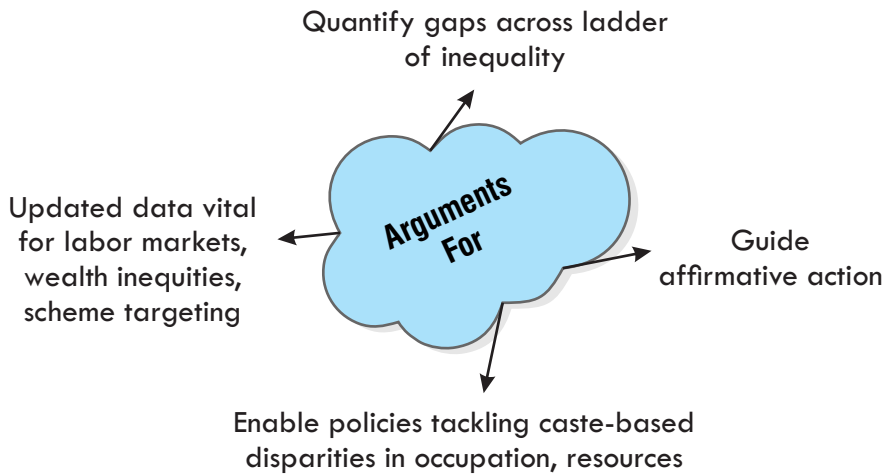 Quantify gaps across ladder
of inequality
Arguments
For
Updated data vital
for labor markets,
wealth inequities,
scheme targeting
Guide
affirmative action
Enable policies tackling caste-based
disparities in occupation, resources